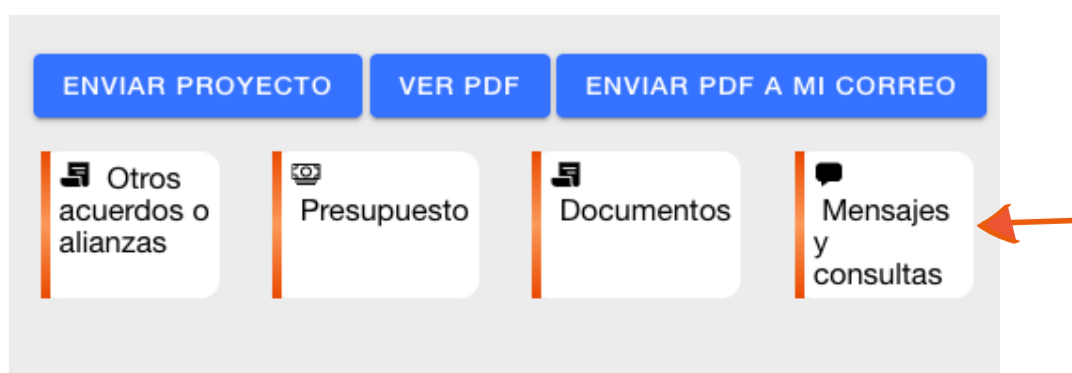 ENVIAR PROYECTO
VER PDF
ENVIAR PDF A MI CORREO
Otros
acuerdos o
alianzas
Presupuesto
Documentos
Mensajes
y
consultas